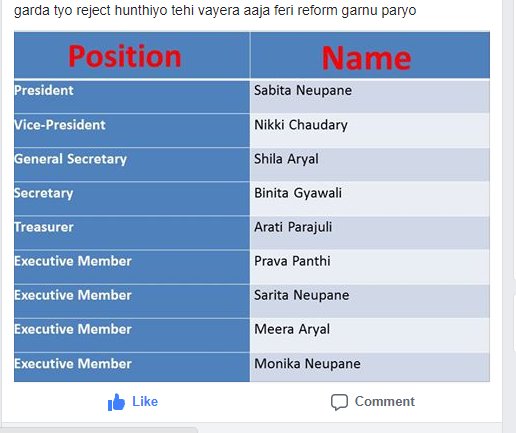 garda tyo reject hunthiyo tehi vayera aaja feri reform garnu paryo
Position Name
President Sabita Neupane
Vice-President Nikki Chaudary
General Secretary Shila Aryal
Secretary Binita Gyawali
Treasurer Arati Parajuli
Executive Member Prava Panthi
Executive Member Sarita Neupane
Executive Member Meera Aryal
Executive Member Monika Neupane
Like Comment